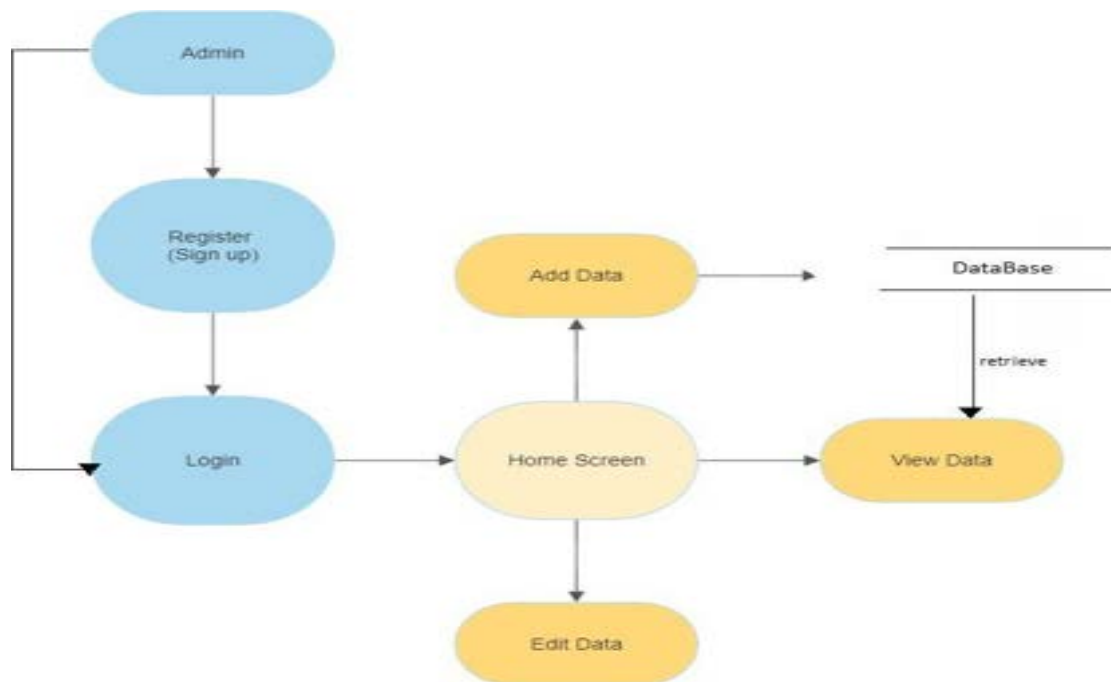 Admin
Register
(Sign up)
Add Data
DataBase
retrieve
Login
Home Screen
View Data
Edit Data